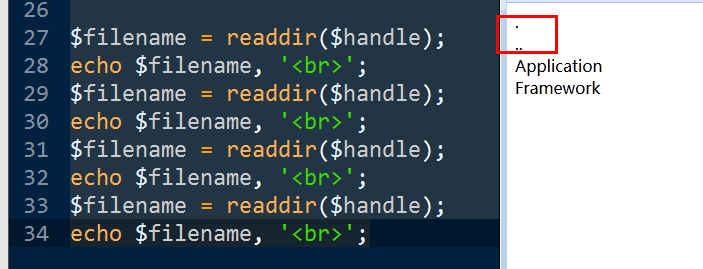 26
27 $filename = readdir($handle);
28 echo $filename, '<br>';
29 $filename = readdir($handle);
30 echo $filename, '<br>';
31 $filename = readdir($handle);
32 echo $filename, '<br>';
33 $filename = readdir($handle);
34 echo $filename, '<br>';
.
..
Application
Framework